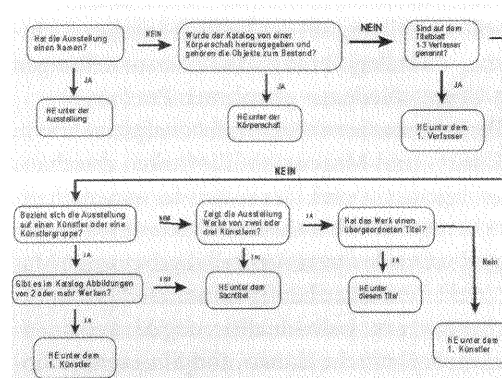 Hat die Ausstellung
einen Namen?
NEIN
Wurde der Katalog von einer
Körperschaft herausgegeben und
gehören die Objekte zum Bestand?
NEIN
Sind auf dem
Titelblatt
1-3 Verfasser
genannt?
JA
JA
JA
HE unter der
Ausstellung
HE unter der
Körperschaft
HE unter dem
1. Verfasser
NEIN
Bezieht sich die Ausstellung
auf einen Künstler oder eine
Künstlergruppe?
Zeigt die Ausstellung
Werke von zwei oder
drei Künstlern?
JA
Hat das Werk einen
übergeordneten Titel?
JA
JA
Nein
Gibt es im Katalog Abbildungen
von 2 oder mehr Werken?
HE unter dem
Sachtitel
HE unter
diesem Titel
JA
HE unter dem
1. Künstler
HE unter dem
1. Künstler